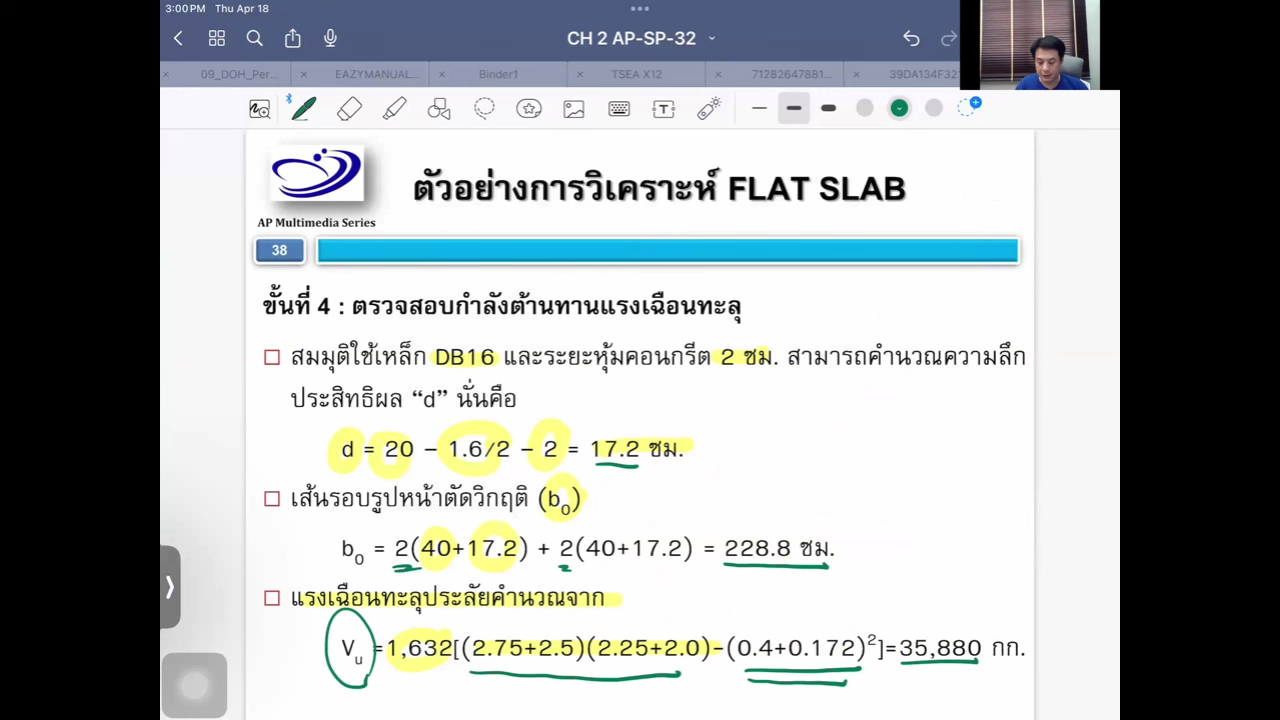 3:00PM Thu Apr 18
CH 2 AP-SP-32
09_DOH_Per... EAZYMANUAL... Binder1 TSEA X12 71282647881... 39DA134F321
ตัวอย่างการวิเคราะห์ FLAT SLAB
AP Multimedia Series
38
ขั้นที่ 4 : ตรวจสอบกำลังต้านทานแรงเฉือนทะลุ
สมมุติใช้เหล็ก DB16 และระยะหุ้มคอนกรีต 2 ซม. สามารถคำนวณความลึก
ประสิทธิผล “d” นั่นคือ
d = 20 – 1.6/2 – 2 = 17.2 ซม.
เส้นรอบรูปหน้าตัดวิกฤติ (b₀)
b₀ = 2(40+17.2) + 2(40+17.2) = 228.8 ซม.
แรงเฉือนทะลุประลัยคำนวณจาก
Vᵤ =1,632[(2.75+2.5)(2.25+2.0)–(0.4+0.172)²]=35,880 กก.